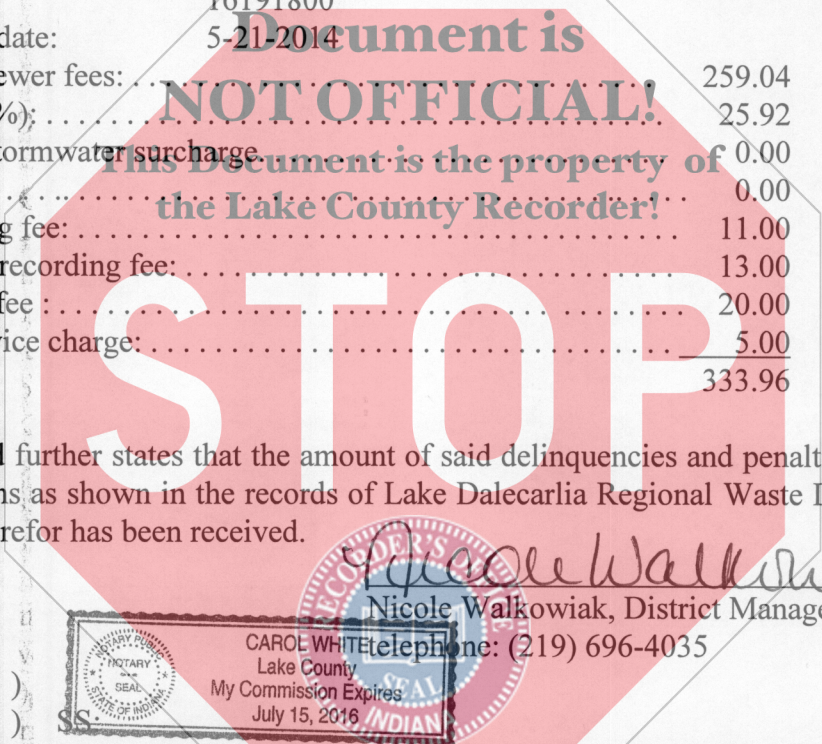 16191800
date: 5-21-2014
ewer fees: 259.04
%): 25.92
tormwater surcharge 0.00
0.00
g fee: 11.00
recording fee: 13.00
fee : 20.00
vice charge: 5.00
333.96
Document is
NOT OFFICIAL!
This Document is the property of
the Lake County Recorder!
STOP
d further states that the amount of said delinquencies and penalt
ns as shown in the records of Lake Dalecarlia Regional Waste D
refor has been received.
Nicole Walkow
Nicole Walkowiak, District Manage
telephone: (219) 696-4035
RECORDER'S
SEAL
INDIANA
NOTARY PUBLIC
NOTARY
SEAL
STATE OF INDIANA
CAROL WHITE
Lake County
My Commission Expires
July 15, 2016
)
) SS: